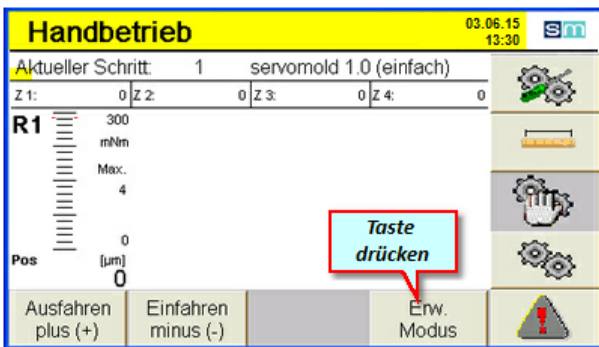 Handbetrieb
03.06.15
13:30
sm
Aktueller Schritt: 1 servomold 1.0 (einfach)
Z 1: 0 Z 2: 0 Z 3: 0 Z 4: 0
R1
300
mNm
Max.
4
0
Pos [µm]
0
Taste
drücken
Ausfahren
plus (+)
Einfahren
minus (-)
Erw.
Modus